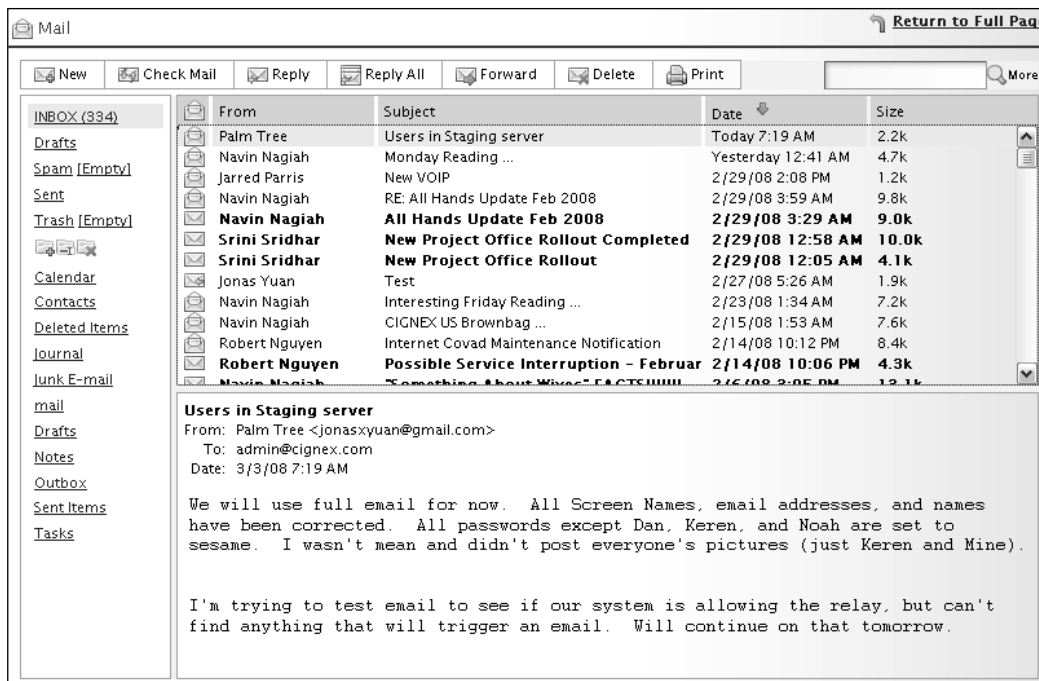 Mail
Return to Full Pag
New Check Mail Reply Reply All Forward Delete Print More
INBOX (334)
Drafts
Spam [Empty]
Sent
Trash [Empty]
Calendar
Contacts
Deleted Items
Journal
Junk E-mail
mail
Drafts
Notes
Outbox
Sent Items
Tasks
From Subject Date Size
Palm Tree Users in Staging server Today 7:19 AM 2.2k
Navin Nagiah Monday Reading ... Yesterday 12:41 AM 4.7k
Jarred Parris New VOIP 2/29/08 2:08 PM 1.2k
Navin Nagiah RE: All Hands Update Feb 2008 2/29/08 3:59 AM 9.8k
Navin Nagiah All Hands Update Feb 2008 2/29/08 3:29 AM 9.0k
Srini Sridhar New Project Office Rollout Completed 2/29/08 12:58 AM 10.0k
Srini Sridhar New Project Office Rollout 2/29/08 12:05 AM 4.1k
Jonas Yuan Test 2/27/08 5:26 AM 1.9k
Navin Nagiah Interesting Friday Reading ... 2/23/08 1:34 AM 7.2k
Navin Nagiah CIGNEX US Brownbag ... 2/15/08 1:53 AM 7.6k
Robert Nguyen Internet Covad Maintenance Notification 2/14/08 10:12 PM 8.4k
Robert Nguyen Possible Service Interruption - Februar 2/14/08 10:06 PM 4.3k
Navin Nagiah "Something About Wives" 2/6/08 3:05 PM 13.1k
Users in Staging server
From: Palm Tree <jonasxyuan@gmail.com>
To: admin@cignex.com
Date: 3/3/08 7:19 AM
We will use full email for now. All Screen Names, email addresses, and names
have been corrected. All passwords except Dan, Keren, and Noah are set to
sesame. I wasn't mean and didn't post everyone's pictures (just Keren and Mine).
I'm trying to test email to see if our system is allowing the relay, but can't
find anything that will trigger an email. Will continue on that tomorrow.